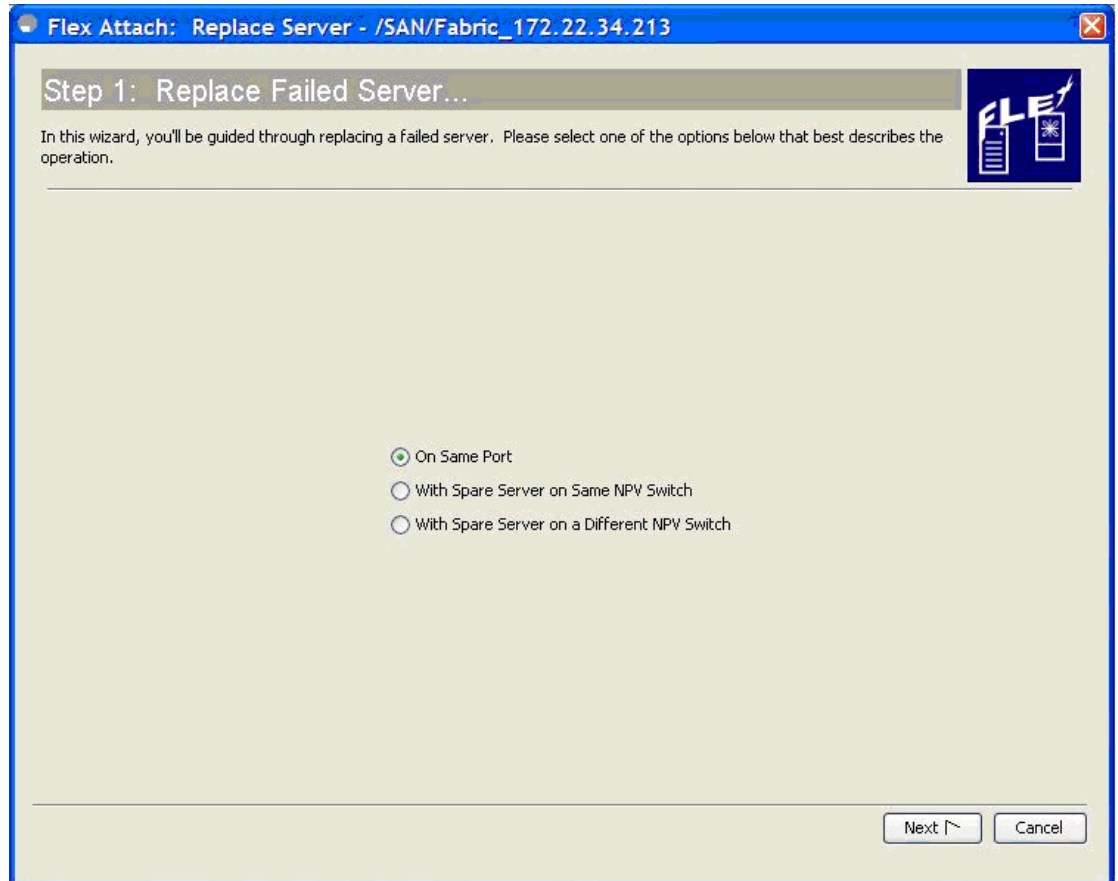 Flex Attach: Replace Server - /SAN/Fabric_172.22.34.213
Step 1: Replace Failed Server...
In this wizard, you'll be guided through replacing a failed server. Please select one of the options below that best describes the
operation.
FLEX
On Same Port
With Spare Server on Same NPV Switch
With Spare Server on a Different NPV Switch
Next
Cancel